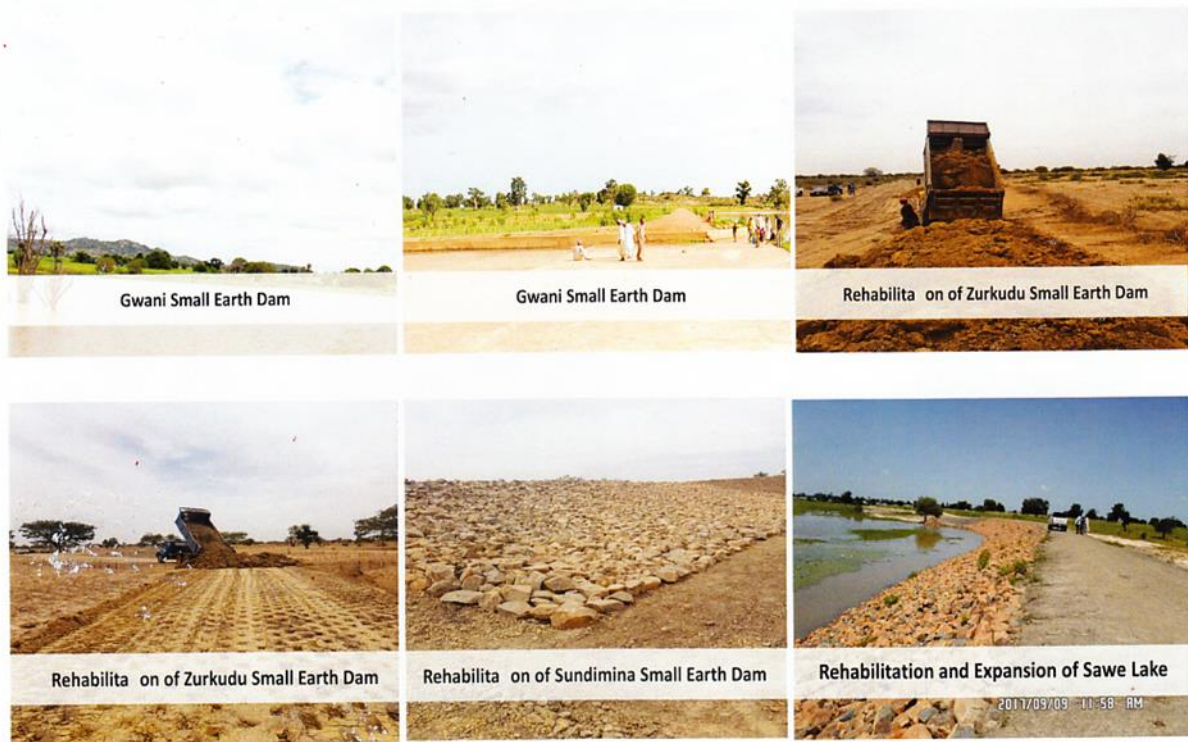 Gwani Small Earth Dam
Gwani Small Earth Dam
Rehabilita on of Zurkudu Small Earth Dam
Rehabilita on of Zurkudu Small Earth Dam
Rehabilita on of Sundimina Small Earth Dam
Rehabilitation and Expansion of Sawe Lake
2017/09/09 11:58 AM